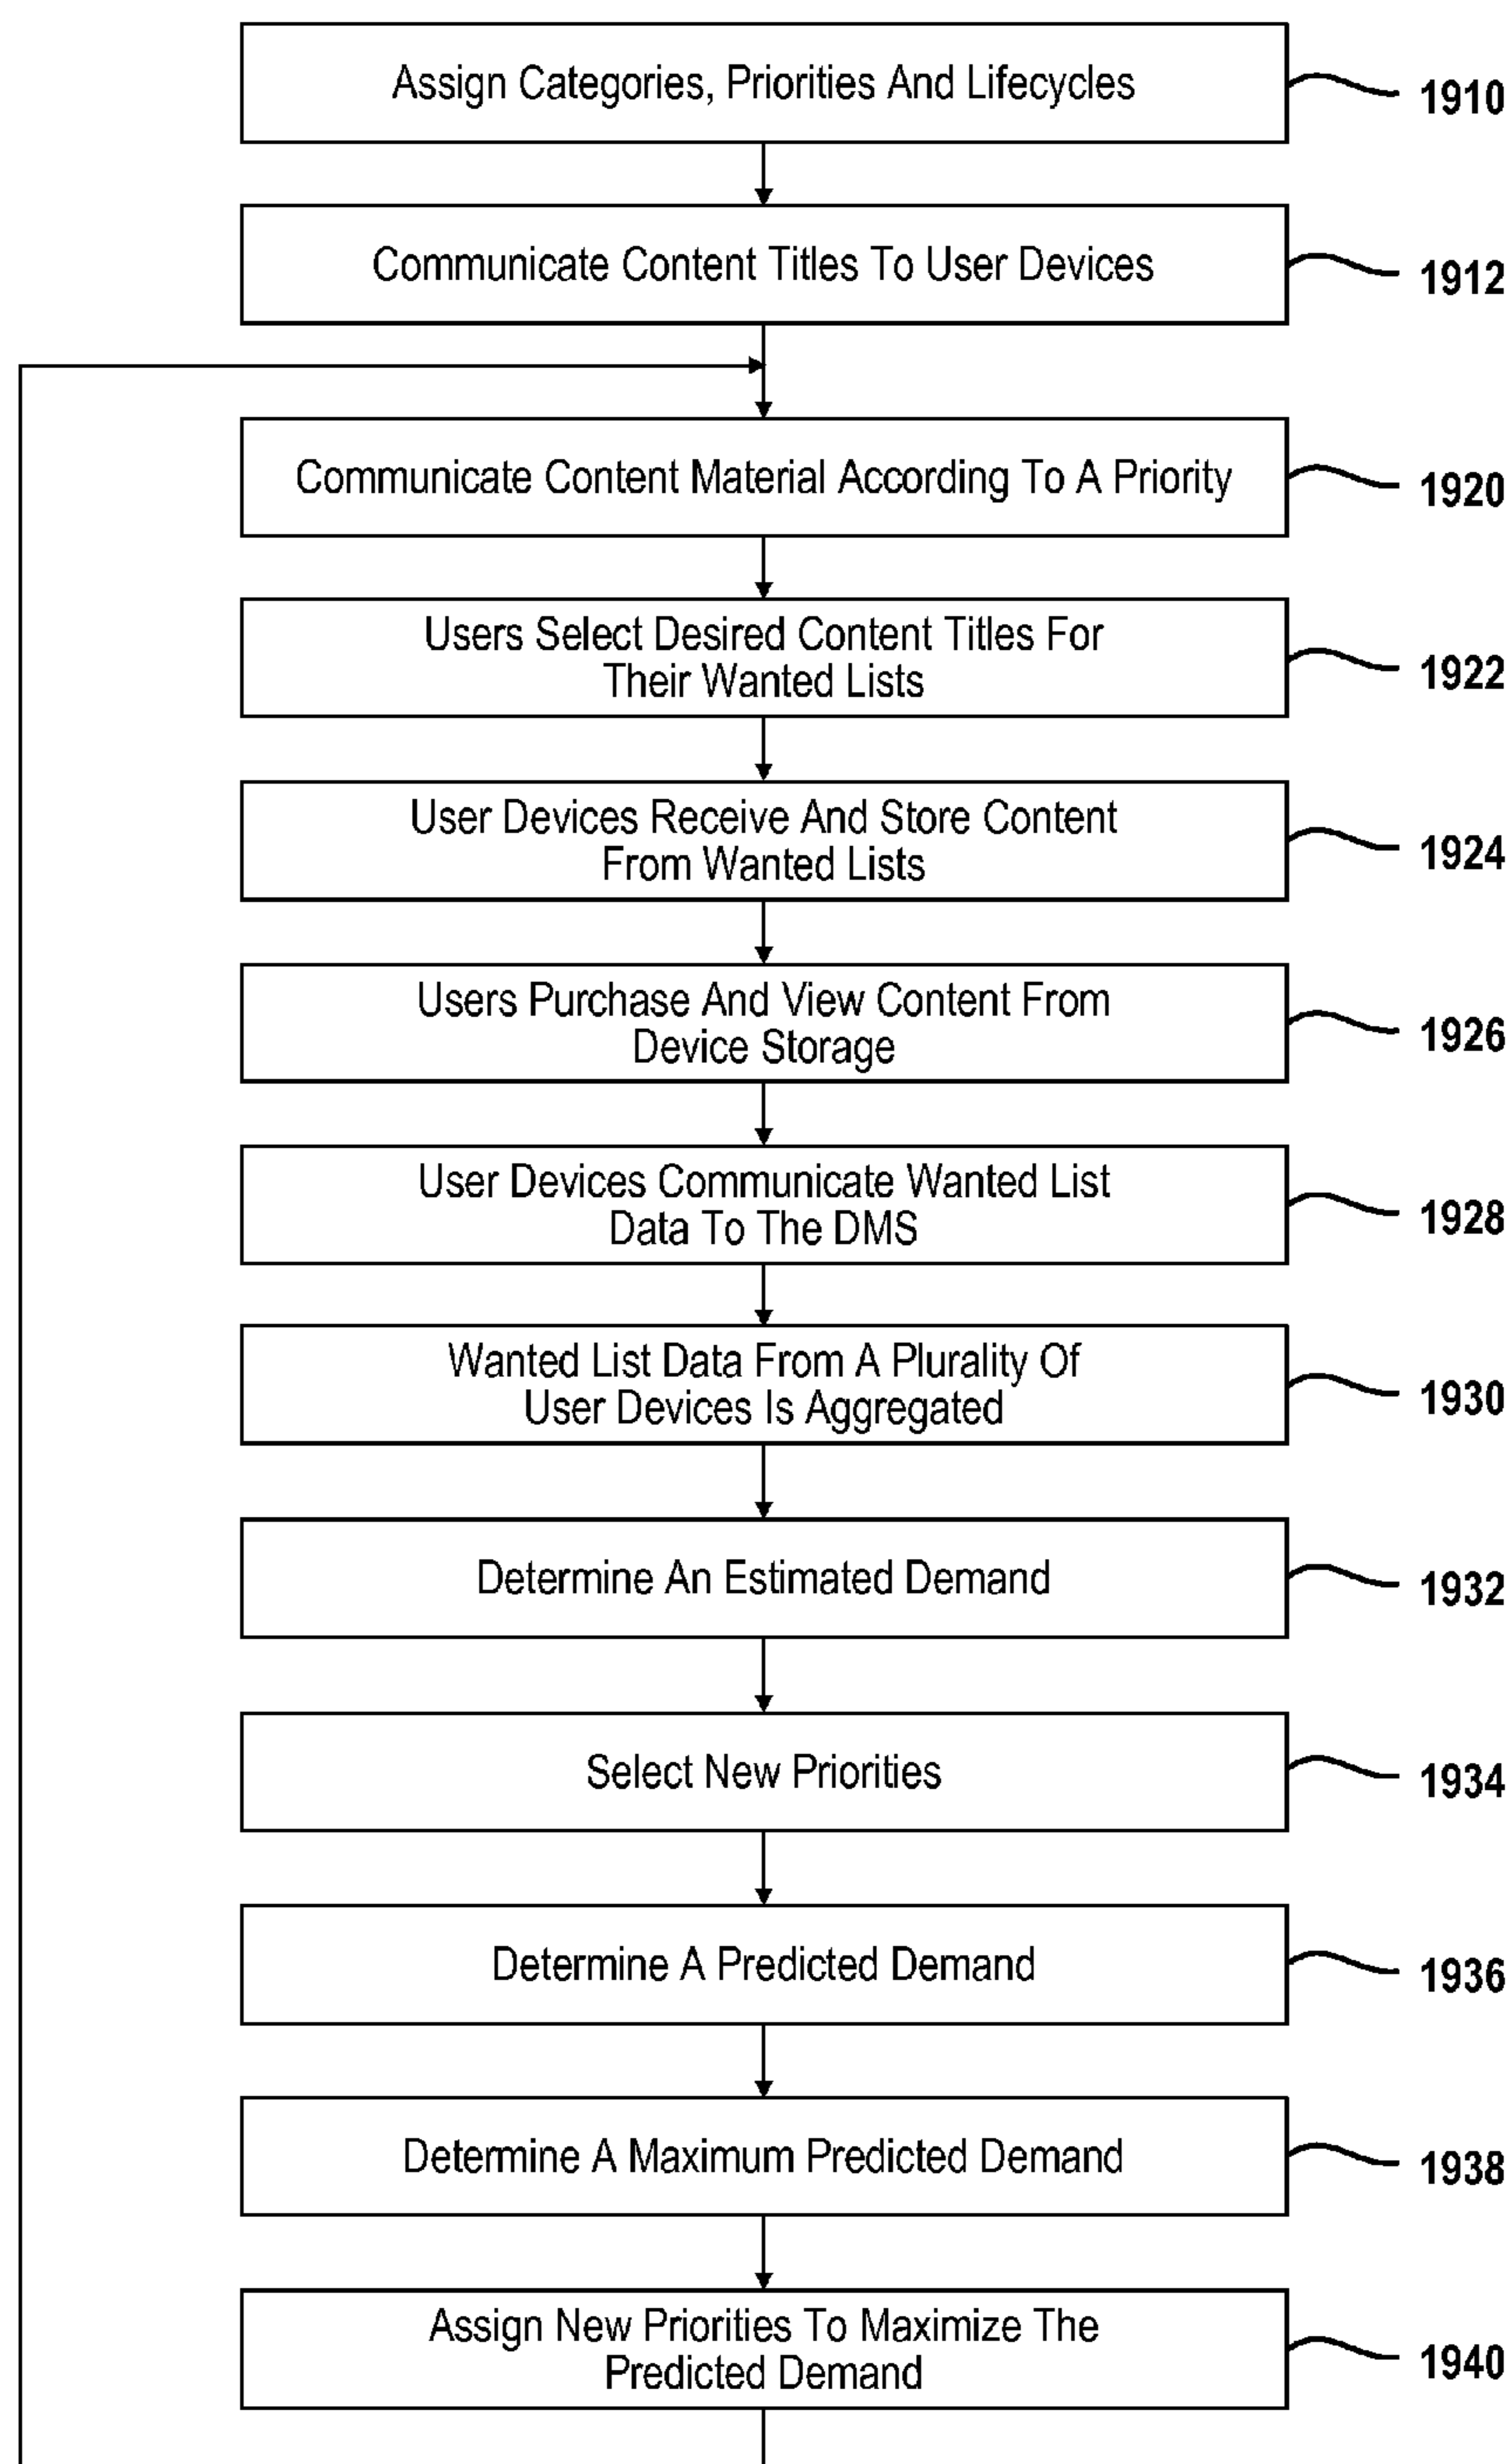 Assign Categories, Priorities And Lifecycles
1910
Communicate Content Titles To User Devices
1912
Communicate Content Material According To A Priority
1920
Users Select Desired Content Titles For
Their Wanted Lists
1922
User Devices Receive And Store Content
From Wanted Lists
1924
Users Purchase And View Content From
Device Storage
1926
User Devices Communicate Wanted List
Data To The DMS
1928
Wanted List Data From A Plurality Of
User Devices Is Aggregated
1930
Determine An Estimated Demand
1932
Select New Priorities
1934
Determine A Predicted Demand
1936
Determine A Maximum Predicted Demand
1938
Assign New Priorities To Maximize The
Predicted Demand
1940